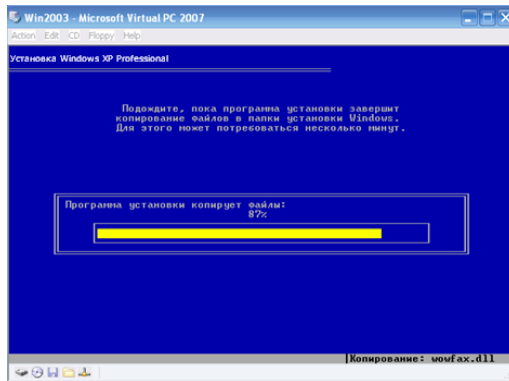 Win2003 - Microsoft Virtual PC 2007
Action Edit CD Floppy Help
Установка Windows XP Professional
Подождите, пока программа установки завершит
копирование файлов в папки установки Windows.
Для этого может потребоваться несколько минут.
Программа установки копирует файлы:
87%
Копирование: wowfax.dll